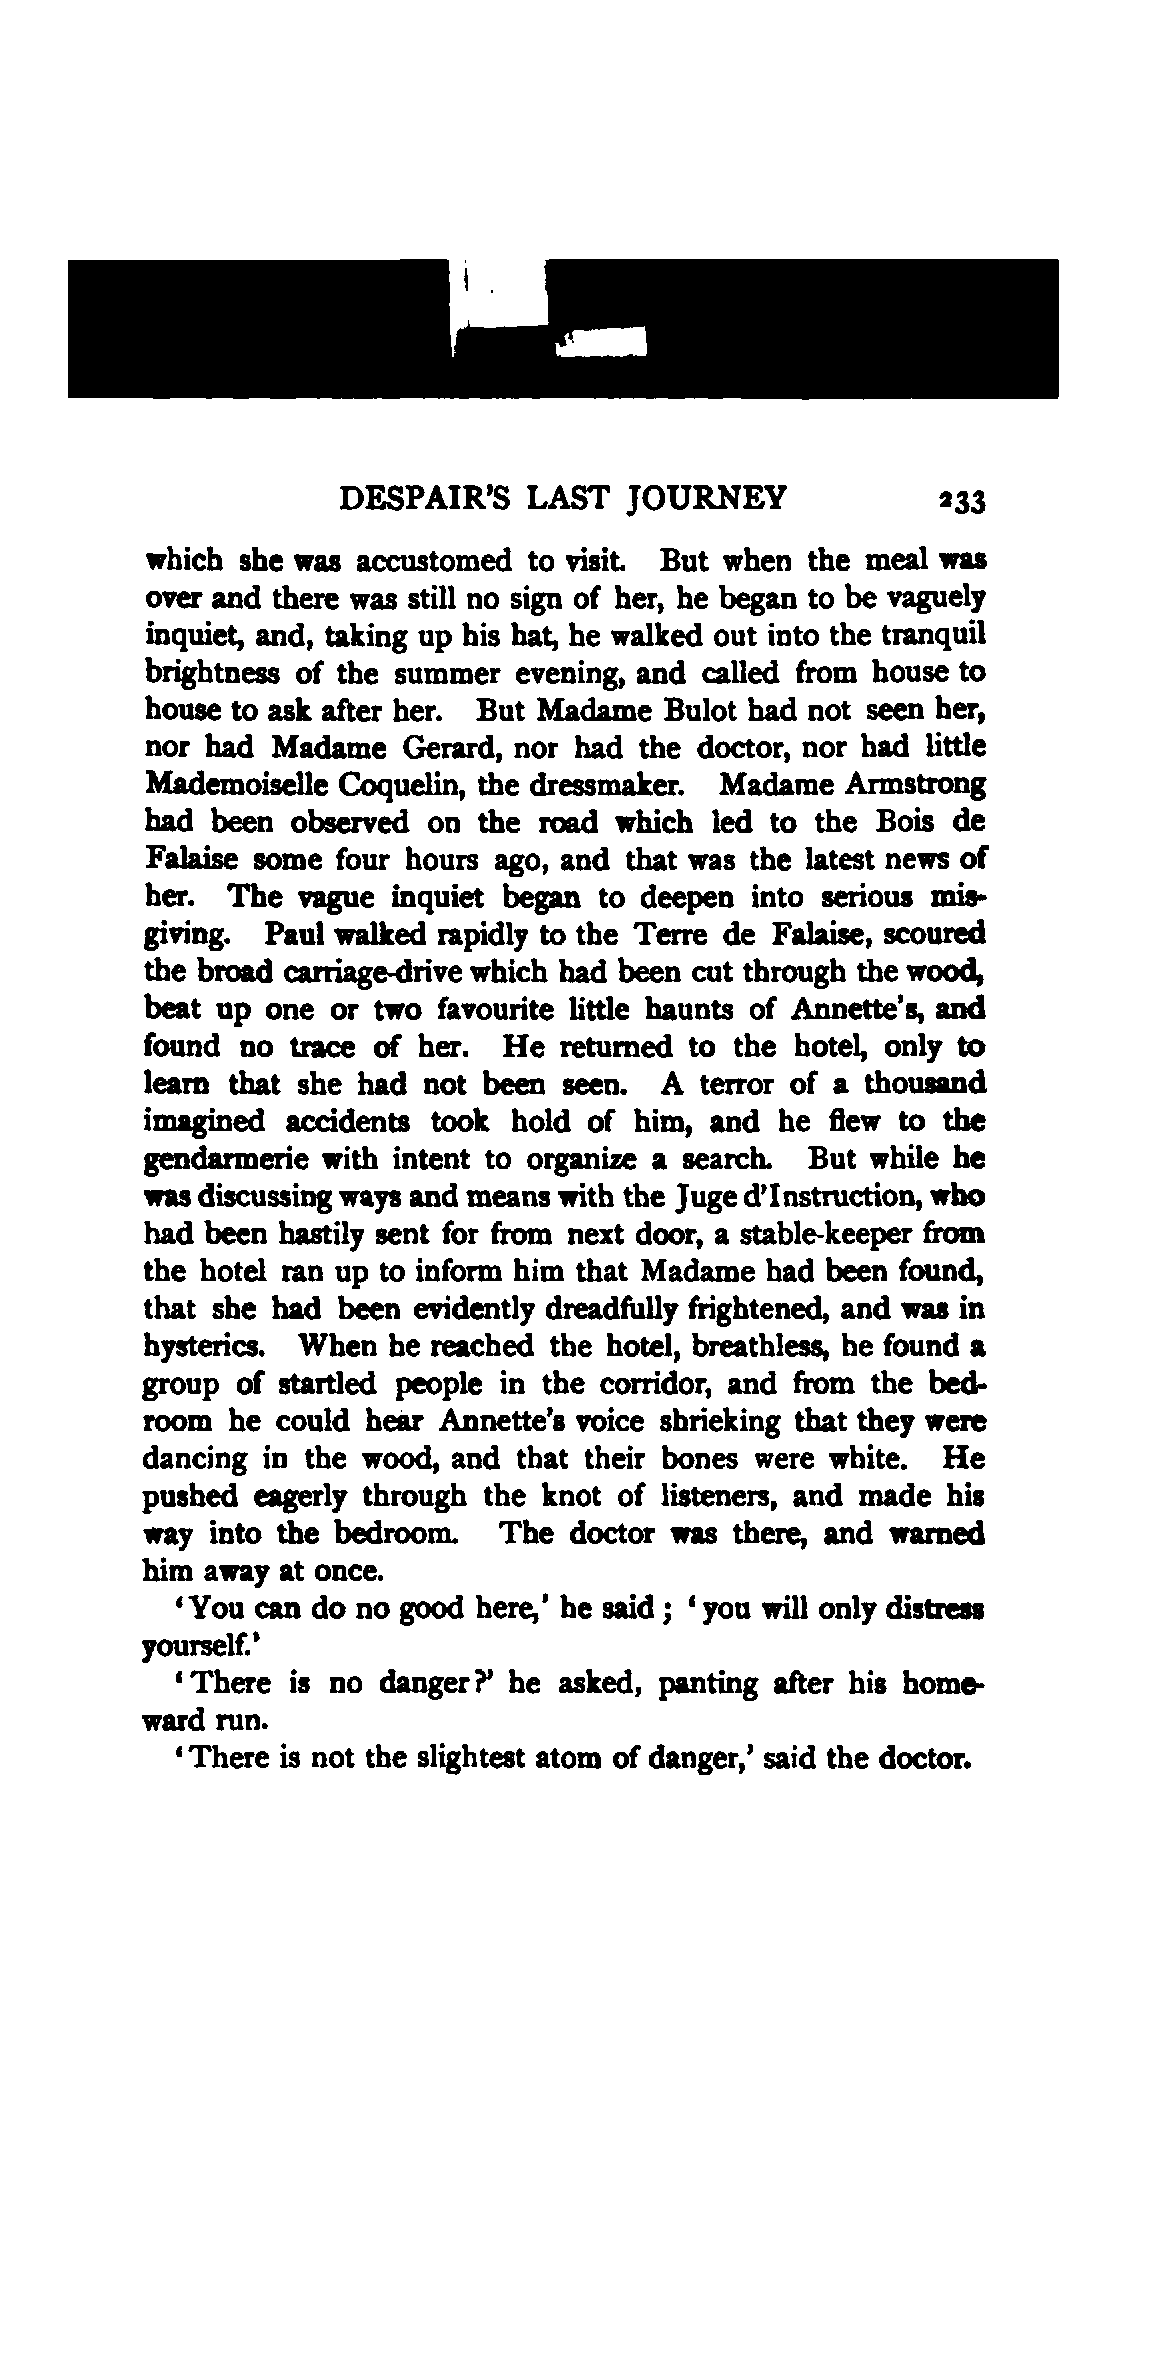 DESPAIR'S LAST JOURNEY 233
which she was accustomed to visit. But when the meal was
over and there was still no sign of her, he began to be vaguely
inquiet, and, taking up his hat, he walked out into the tranquil
brightness of the summer evening, and called from house to
house to ask after her. But Madame Bulot had not seen her,
nor had Madame Gerard, nor had the doctor, nor had little
Mademoiselle Coquelin, the dressmaker. Madame Armstrong
had been observed on the road which led to the Bois de
Falaise some four hours ago, and that was the latest news of
her. The vague inquiet began to deepen into serious mis-
giving. Paul walked rapidly to the Terre de Falaise, scoured
the broad carriage-drive which had been cut through the wood,
beat up one or two favourite little haunts of Annette's, and
found no trace of her. He returned to the hotel, only to
learn that she had not been seen. A terror of a thousand
imagined accidents took hold of him, and he flew to the
gendarmerie with intent to organize a search. But while he
was discussing ways and means with the Juge d'Instruction, who
had been hastily sent for from next door, a stable-keeper from
the hotel ran up to inform him that Madame had been found,
that she had been evidently dreadfully frightened, and was in
hysterics. When he reached the hotel, breathless, he found a
group of startled people in the corridor, and from the bed-
room he could hear Annette's voice shrieking that they were
dancing in the wood, and that their bones were white. He
pushed eagerly through the knot of listeners, and made his
way into the bedroom. The doctor was there, and warned
him away at once.
'You can do no good here,' he said; 'you will only distress
yourself.'
'There is no danger?' he asked, panting after his home-
ward run.
'There is not the slightest atom of danger,' said the doctor.